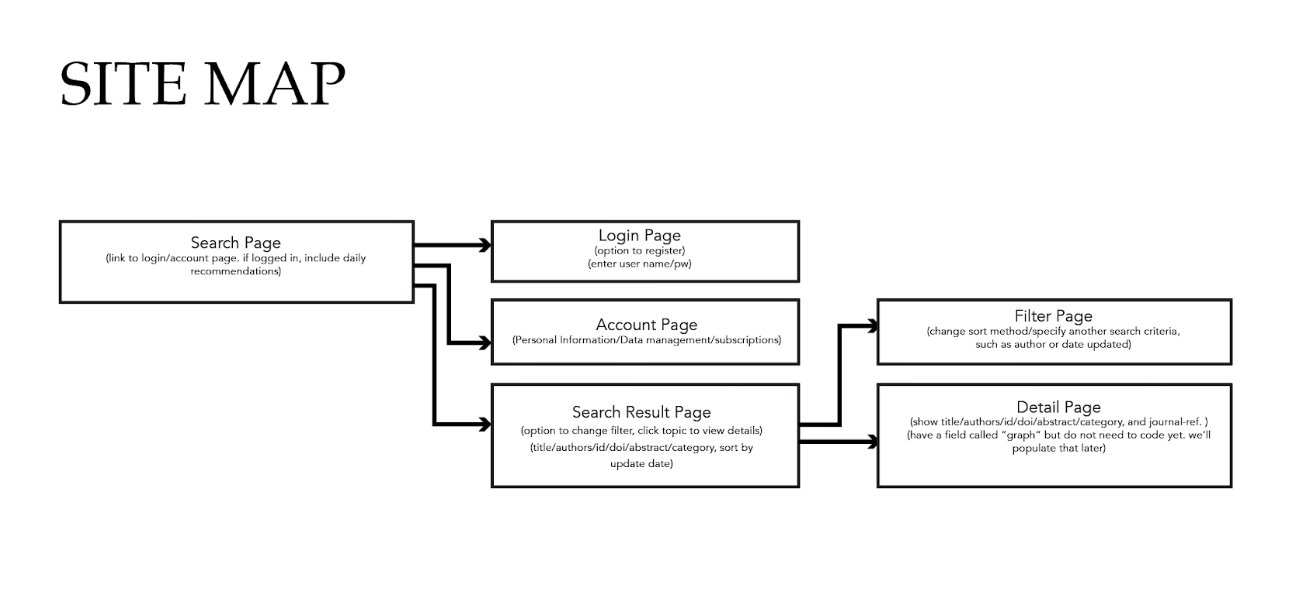 SITE MAP
Search Page
(link to login/account page. if logged in, include daily
recommendations)
Login Page
(option to register)
(enter user name/pw)
Account Page
(Personal Information/Data management/subscriptions)
Search Result Page
(option to change filter, click topic to view details)
(title/authors/id/doi/abstract/category, sort by
update date)
Filter Page
(change sort method/specify another search criteria,
such as author or date updated)
Detail Page
(show title/authors/id/doi/abstract/category, and journal-ref. )
(have a field called “graph” but do not need to code yet. we’ll
populate that later)